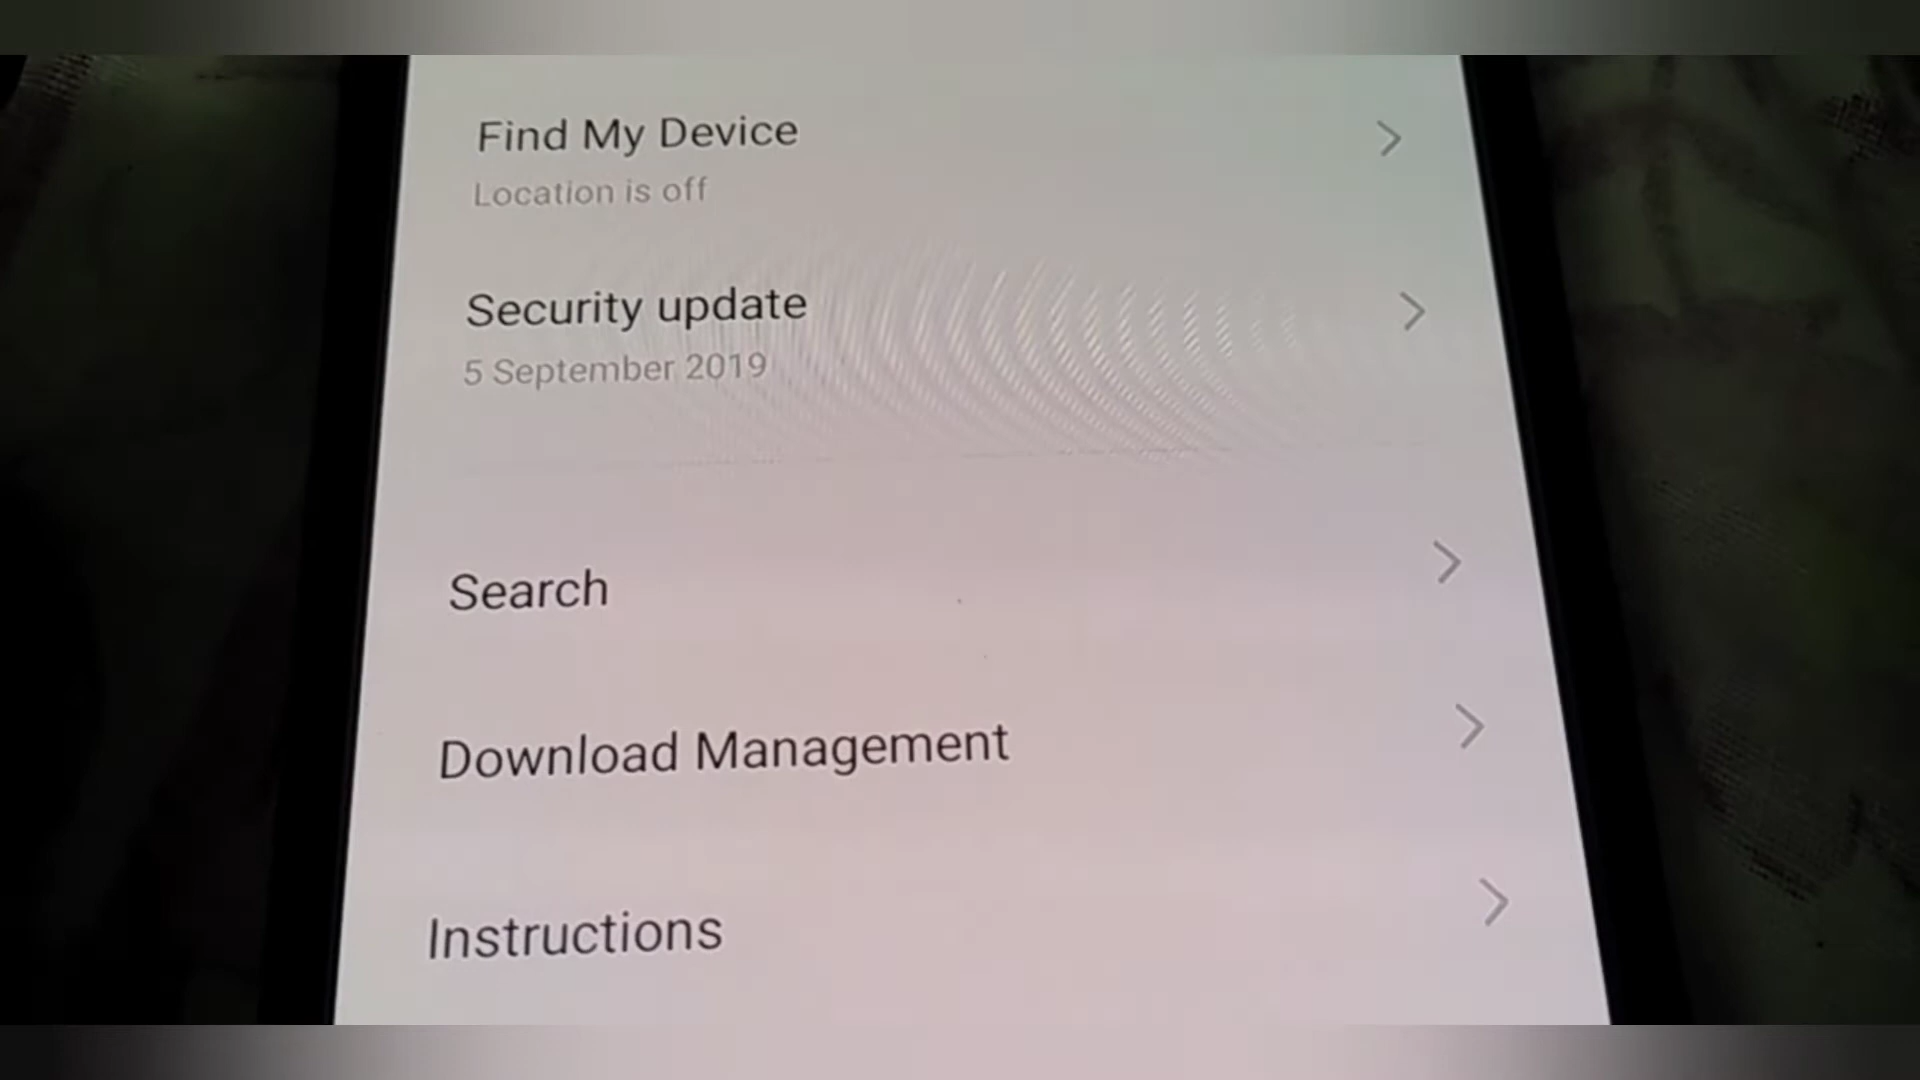 Find My Device
Location is off
Security update
5 September 2019
Search
Download Management
Instructions